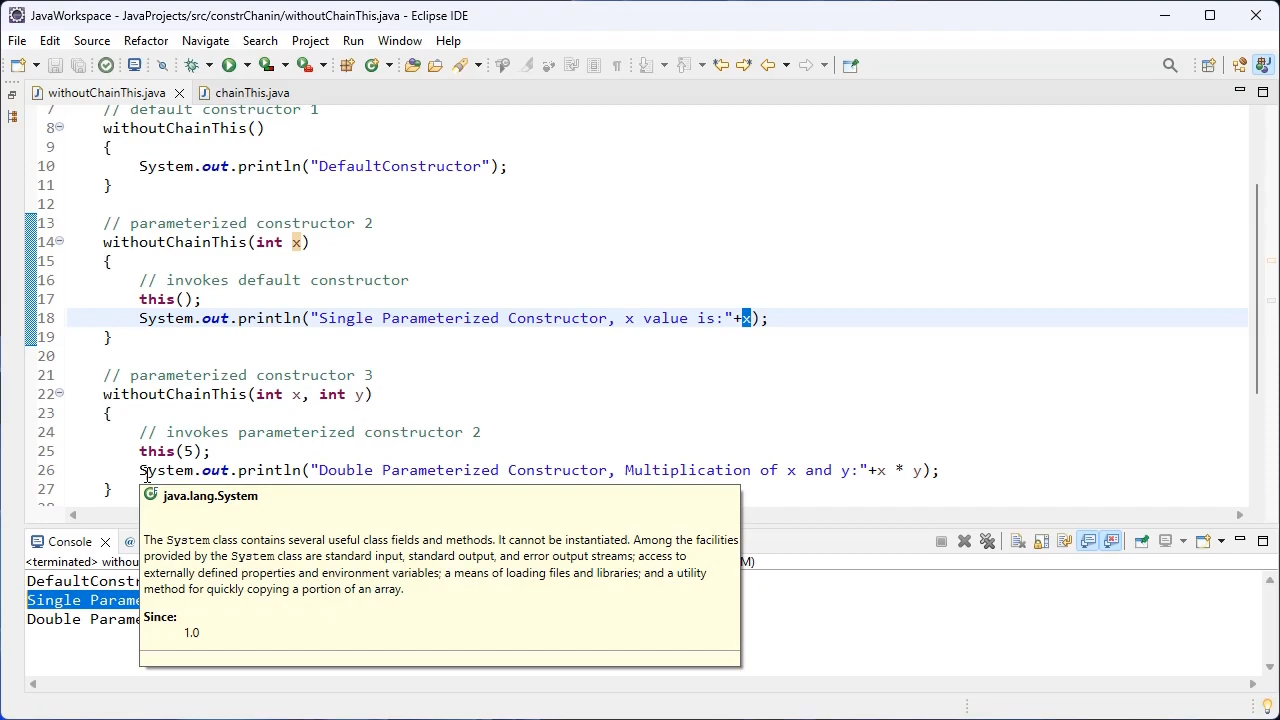 JavaWorkspace - JavaProjects/src/constrChanin/withoutChainThis.java - Eclipse IDE
File Edit Source Refactor Navigate Search Project Run Window Help
withoutChainThis.java chainThis.java
7 // default constructor 1
8 withoutChainThis()
9 {
10 System.out.println("DefaultConstructor");
11 }
12
13 // parameterized constructor 2
14 withoutChainThis(int x)
15 {
16 // invokes default constructor
17 this();
18 System.out.println("Single Parameterized Constructor, x value is:"+x);
19 }
20
21 // parameterized constructor 3
22 withoutChainThis(int x, int y)
23 {
24 // invokes parameterized constructor 2
25 this(5);
26 System.out.println("Double Parameterized Constructor, Multiplication of x and y:"+x * y);
27 }
java.lang.System
The System class contains several useful class fields and methods. It cannot be instantiated. Among the facilities
provided by the System class are standard input, standard output, and error output streams; access to
externally defined properties and environment variables; a means of loading files and libraries; and a utility
method for quickly copying a portion of an array.
Since:
1.0
Console
<terminated> withou M)
DefaultConstr
Single Parame
Double Parame